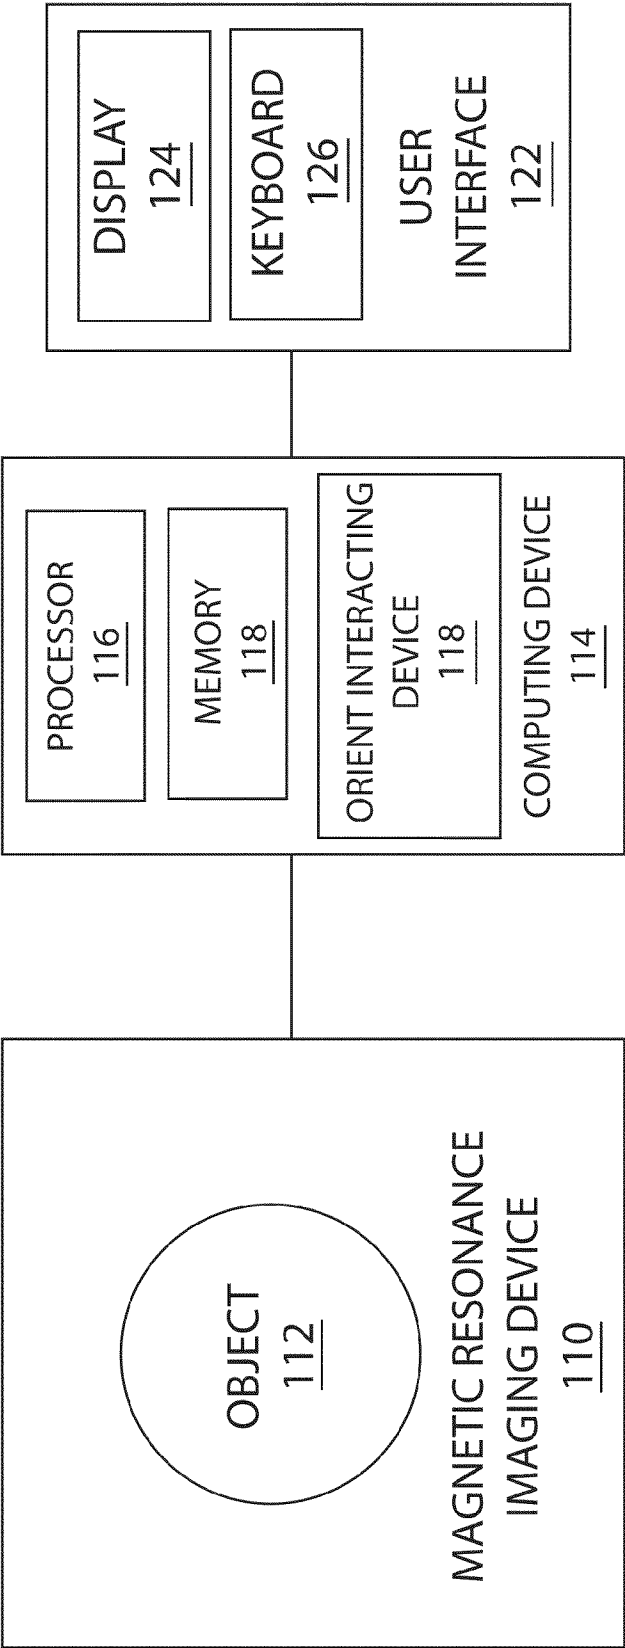 OBJECT
112
MAGNETIC RESONANCE
IMAGING DEVICE
110
PROCESSOR
116
MEMORY
118
ORIENT INTERACTING
DEVICE
118
COMPUTING DEVICE
114
DISPLAY
124
KEYBOARD
126
USER
INTERFACE
122